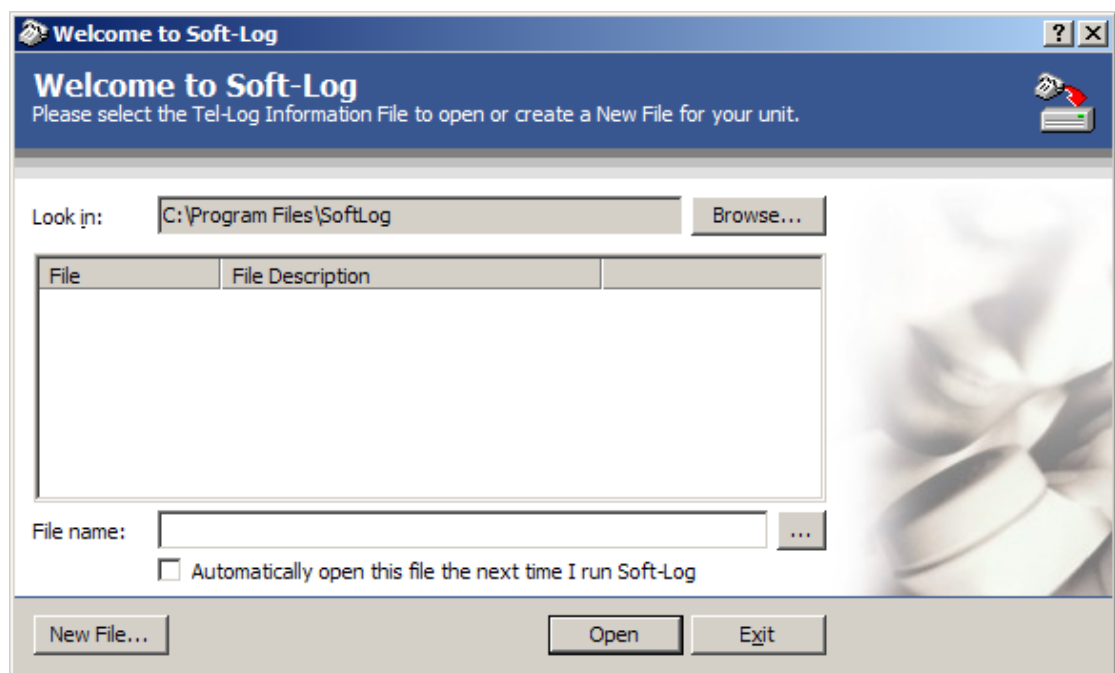 Welcome to Soft-Log
Welcome to Soft-Log
Please select the Tel-Log Information File to open or create a New File for your unit.
Look in: C:\Program Files\SoftLog Browse...
File File Description
File name: ...
Automatically open this file the next time I run Soft-Log
New File... Open Exit